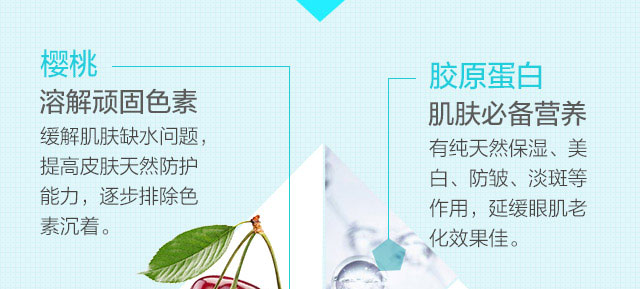 樱桃
溶解顽固色素
缓解肌肤缺水问题，
提高皮肤天然防护
能力，逐步排除色
素沉着。
胶原蛋白
肌肤必备营养
有纯天然保湿、美
白、防皱、淡斑等
作用，延缓眼肌老
化效果佳。